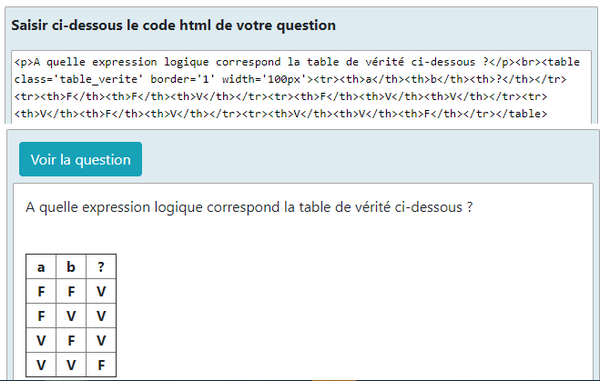 Saisir ci-dessous le code html de votre question
<p>A quelle expression logique correspond la table de vérité ci-dessous ?</p><br><table
class='table_verite' border='1' width='100px'><tr><th>a</th><th>b</th><th>?</th></tr>
<tr><th>F</th><th>F</th><th>V</th></tr><tr><th>F</th><th>V</th><th>V</th></tr><tr>
<th>V</th><th>F</th><th>V</th></tr><tr><th>V</th><th>V</th><th>F</th></tr></table>
Voir la question
A quelle expression logique correspond la table de vérité ci-dessous ?
a b ?
F F V
F V V
V F V
V V F